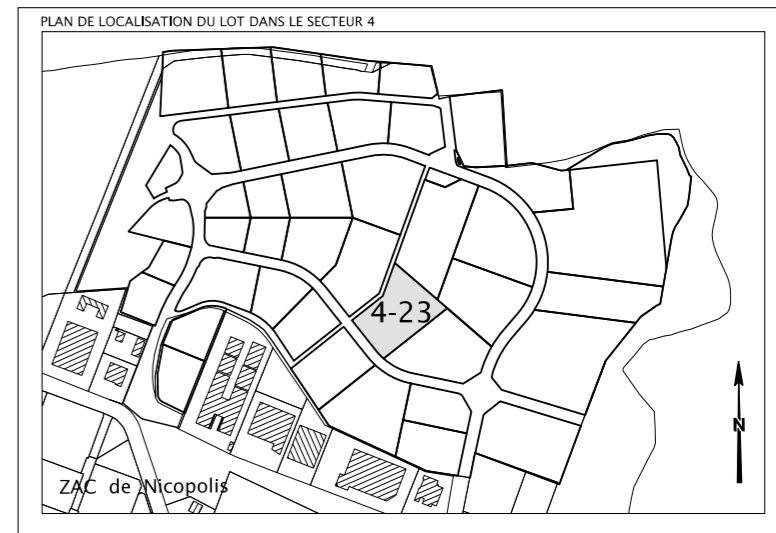 PLAN DE LOCALISATION DU LOT DANS LE SECTEUR 4
4-23
N
ZAC de Nicopolis